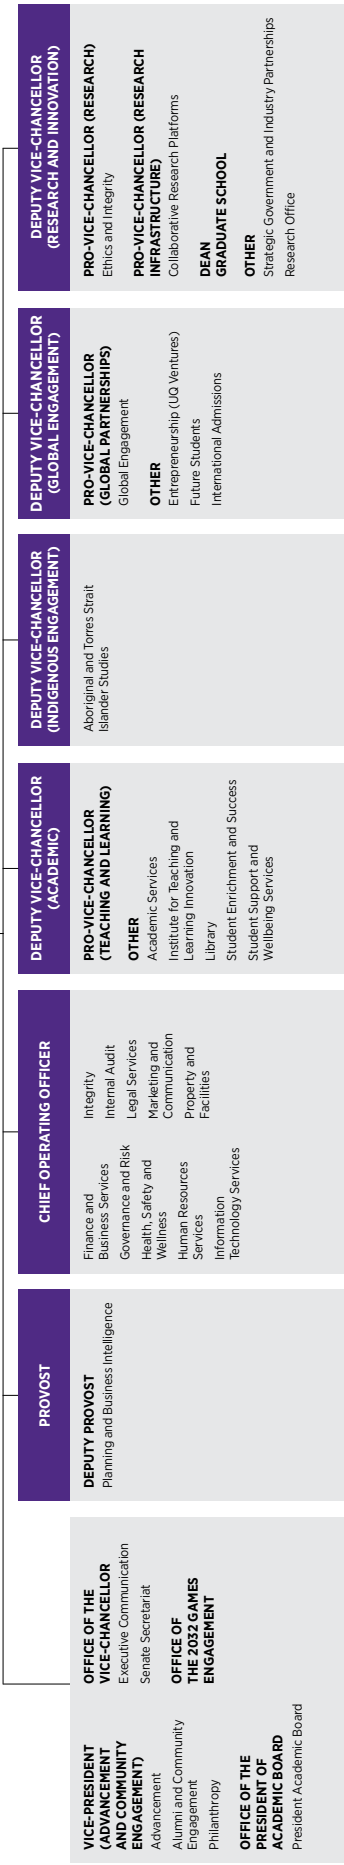 VICE-PRESIDENT
(ADVANCEMENT
AND COMMUNITY
ENGAGEMENT)
Advancement
Alumni and Community
Engagement
Philanthropy
OFFICE OF THE
PRESIDENT OF
ACADEMIC BOARD
President Academic Board
OFFICE OF THE
VICE-CHANCELLOR
Executive Communication
Senate Secretariat
OFFICE OF
THE 2032 GAMES
ENGAGEMENT
PROVOST
DEPUTY PROVOST
Planning and Business Intelligence
CHIEF OPERATING OFFICER
Finance and
Business Services
Governance and Risk
Health, Safety and
Wellness
Human Resources
Services
Information
Technology Services
Integrity
Internal Audit
Legal Services
Marketing and
Communication
Property and
Facilities
DEPUTY VICE-CHANCELLOR
(ACADEMIC)
PRO-VICE-CHANCELLOR
(TEACHING AND LEARNING)
OTHER
Academic Services
Institute for Teaching and
Learning Innovation
Library
Student Enrichment and Success
Student Support and
Wellbeing Services
DEPUTY VICE-CHANCELLOR
(INDIGENOUS ENGAGEMENT)
Aboriginal and Torres Strait
Islander Studies
DEPUTY VICE-CHANCELLOR
(GLOBAL ENGAGEMENT)
PRO-VICE-CHANCELLOR
(GLOBAL PARTNERSHIPS)
Global Engagement
OTHER
Entrepreneurship (UQ Ventures)
Future Students
International Admissions
DEPUTY VICE-CHANCELLOR
(RESEARCH AND INNOVATION)
PRO-VICE-CHANCELLOR (RESEARCH)
Ethics and Integrity
PRO-VICE-CHANCELLOR (RESEARCH
INFRASTRUCTURE)
Collaborative Research Platforms
DEAN
GRADUATE SCHOOL
OTHER
Strategic Government and Industry Partnerships
Research Office